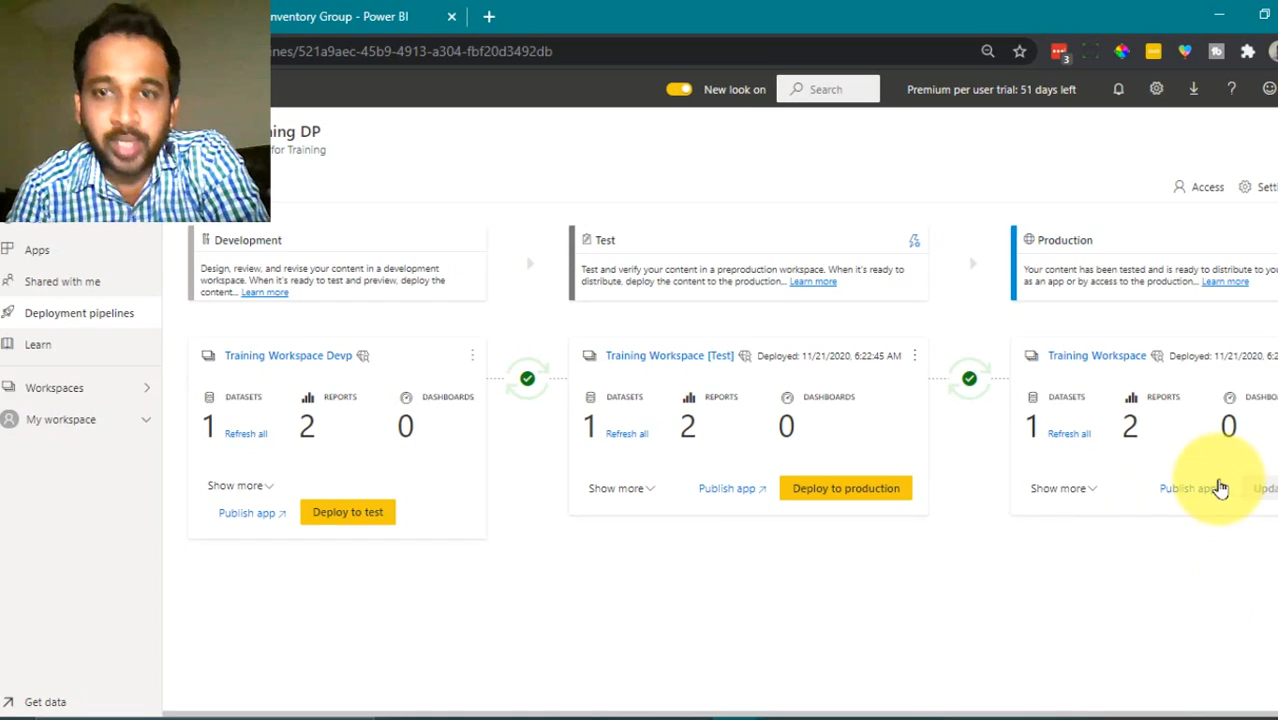 nventory Group - Power BI
ines/521a9aec-45b9-4913-a304-fbf20d3492db
3
New look on
Search
Premium per user trial: 51 days left
ning DP
for Training
Access
Setti
Apps
Shared with me
Deployment pipelines
Learn
Workspaces
My workspace
Get data
Development
Design, review, and revise your content in a development
workspace. When it's ready to test and preview, deploy the
content... Learn more
Test
Test and verify your content in a preproduction workspace. When it's ready to
distribute, deploy the content to the production... Learn more
Production
Your content has been tested and is ready to distribute to yo
as an app or by access to the production... Learn more
Training Workspace Devp
DATASETS REPORTS DASHBOARDS
1 Refresh all 2 0
Show more
Publish app Deploy to test
Training Workspace [Test] Deployed: 11/21/2020, 6:22:45 AM
DATASETS REPORTS DASHBOARDS
1 Refresh all 2 0
Show more Publish app Deploy to production
Training Workspace Deployed: 11/21/2020, 6:2
DATASETS REPORTS DASHBO
1 Refresh all 2 0
Show more Publish app Upda